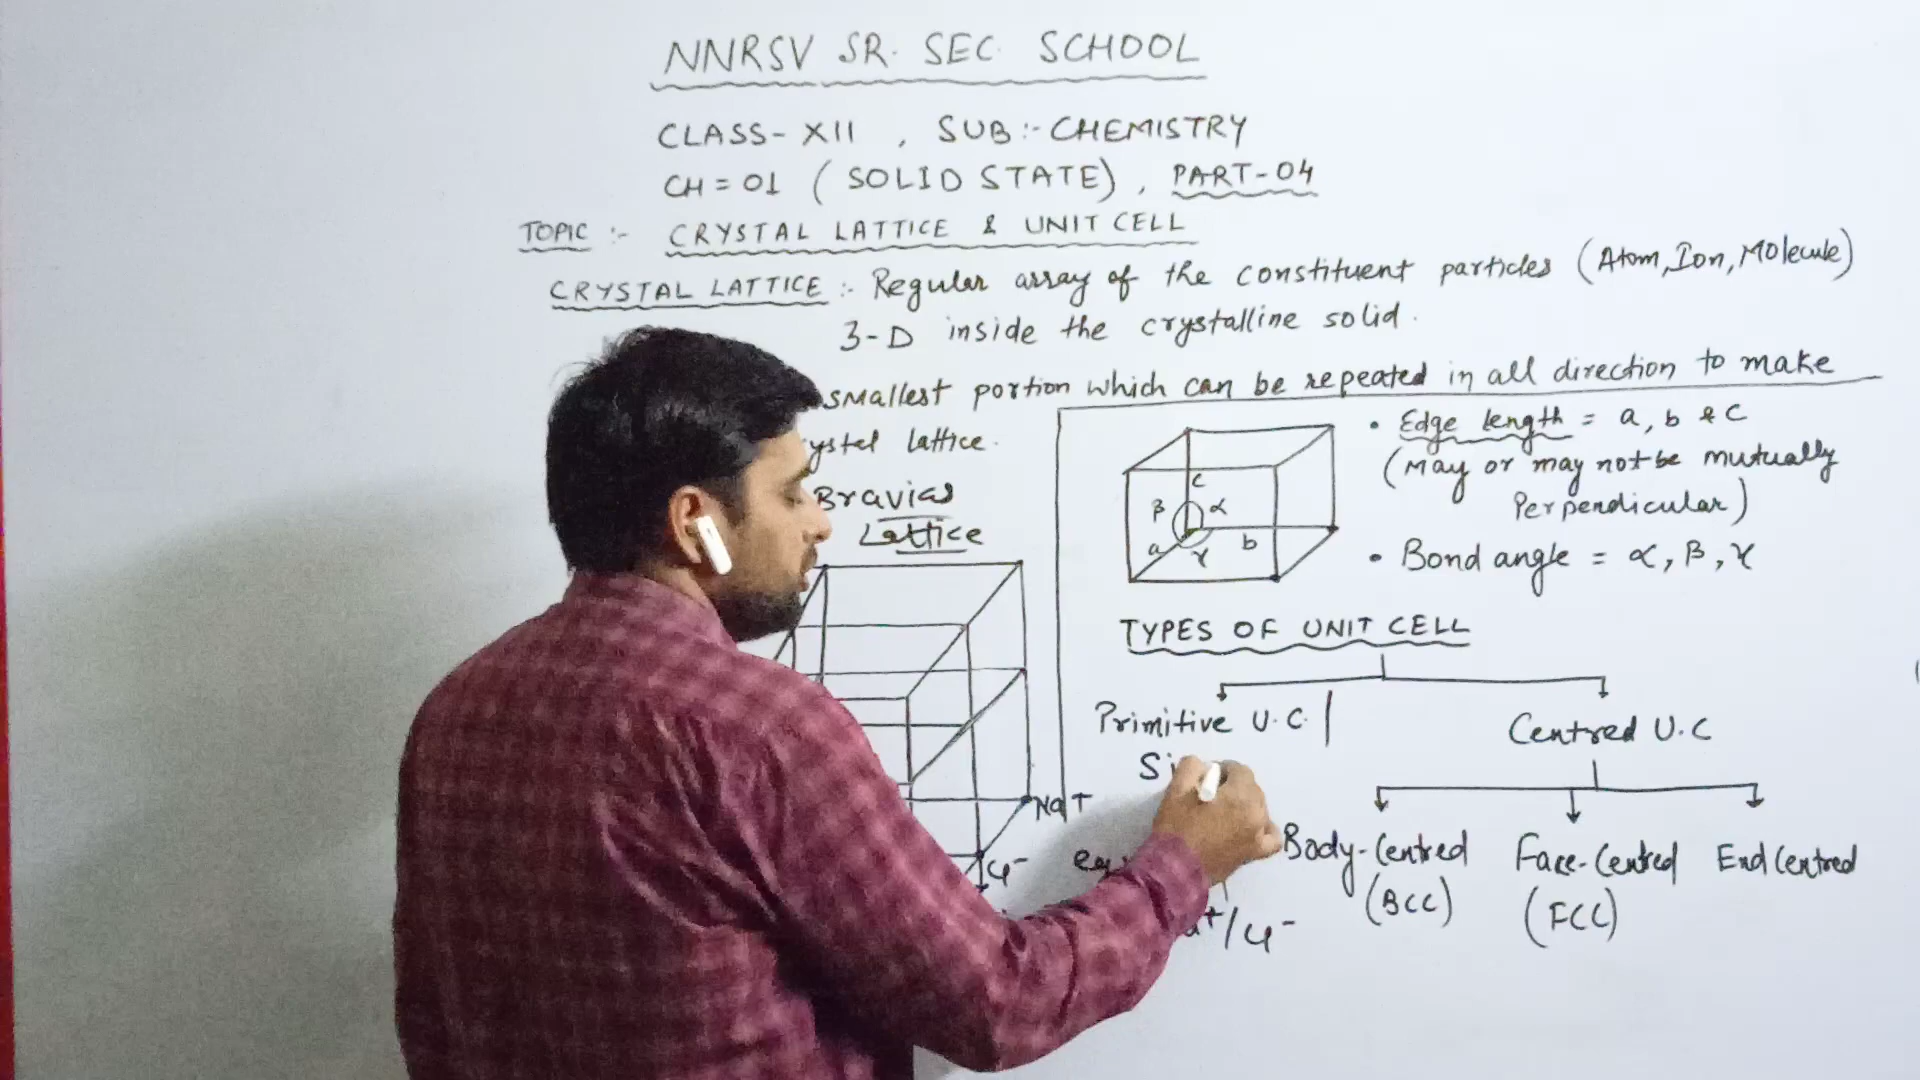 NNRSV SR. SEC. SCHOOL
CLASS- XII , SUB :- CHEMISTRY
CH = 01 ( SOLID STATE) , PART-04
TOPIC :- CRYSTAL LATTICE & UNIT CELL
CRYSTAL LATTICE :- Regular array of the constituent particles (Atom, Ion, Molecule)
3-D inside the crystalline solid.
smallest portion which can be repeated in all direction to make
lattice.
Bravias
Lattice
Na+
Cl-
c
β α
a γ b
• Edge length = a, b & c
(May or may not be mutually
Perpendicular)
• Bond angle = α, β, γ
TYPES OF UNIT CELL
Primitive U.C. |
Centred U.C
Body-Centred
(BCC)
Face-Centred
(FCC)
End Centred
/Cl-